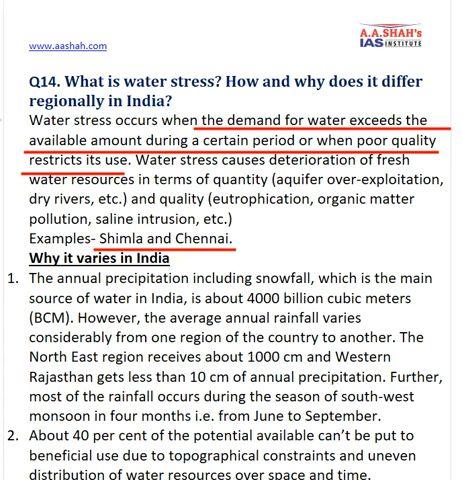 A.A.SHAH's
IAS INSTITUTE
www.aashah.com
Q14. What is water stress? How and why does it differ
regionally in India?
Water stress occurs when the demand for water exceeds the
available amount during a certain period or when poor quality
restricts its use. Water stress causes deterioration of fresh
water resources in terms of quantity (aquifer over-exploitation,
dry rivers, etc.) and quality (eutrophication, organic matter
pollution, saline intrusion, etc.)
Examples- Shimla and Chennai.
Why it varies in India
1. The annual precipitation including snowfall, which is the main
source of water in India, is about 4000 billion cubic meters
(BCM). However, the average annual rainfall varies
considerably from one region of the country to another. The
North East region receives about 1000 cm and Western
Rajasthan gets less than 10 cm of annual precipitation. Further,
most of the rainfall occurs during the season of south-west
monsoon in four months i.e. from June to September.
2. About 40 per cent of the potential available can't be put to
beneficial use due to topographical constraints and uneven
distribution of water resources over space and time.